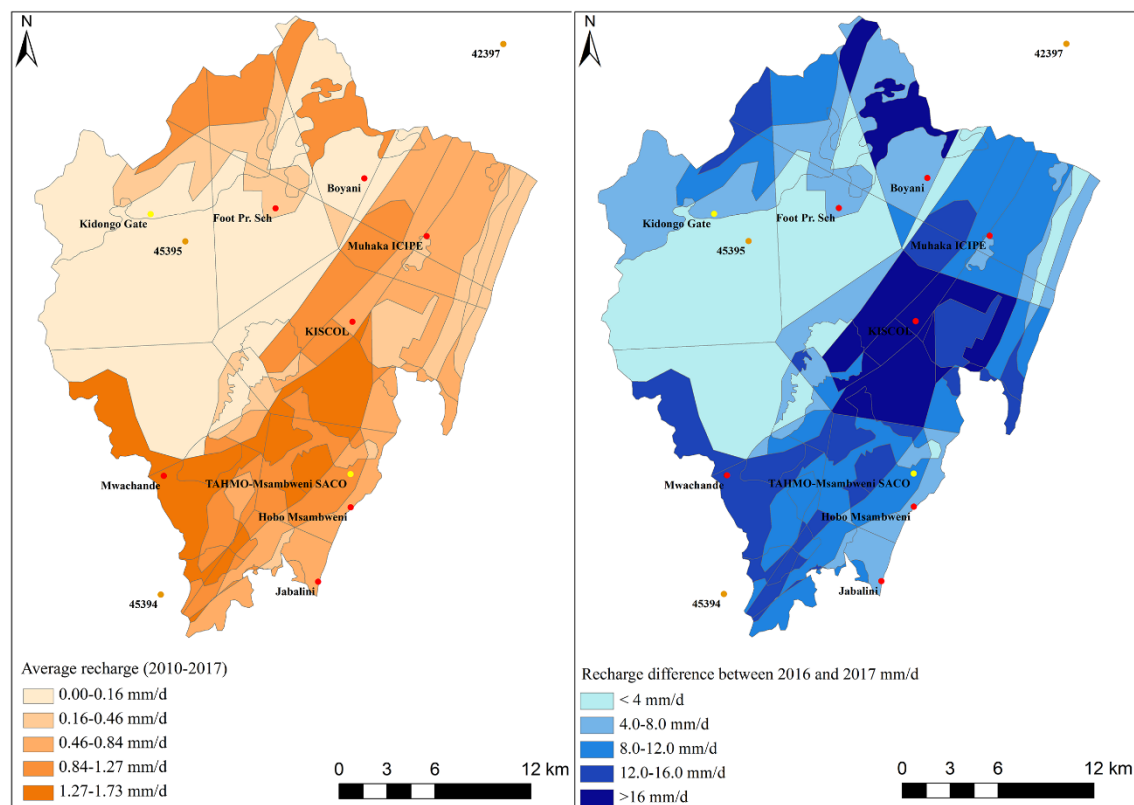 N
42397
Boyani
Kidongo Gate
Foot Pr. Sch
45395
Muhaka ICIPE
KISCOL
Mwachande
TAHMO-Msambweni SACO
Hobo Msambweni
Jabalini
45394
Average recharge (2010-2017)
0.00-0.16 mm/d
0.16-0.46 mm/d
0.46-0.84 mm/d
0.84-1.27 mm/d
1.27-1.73 mm/d
0 3 6 12 km
N
42397
Boyani
Kidongo Gate
Foot Pr. Sch
45395
Muhaka ICIPE
KISCOL
Mwachande
TAHMO-Msambweni SACO
Hobo Msambweni
Jabalini
45394
Recharge difference between 2016 and 2017 mm/d
< 4 mm/d
4.0-8.0 mm/d
8.0-12.0 mm/d
12.0-16.0 mm/d
>16 mm/d
0 3 6 12 km